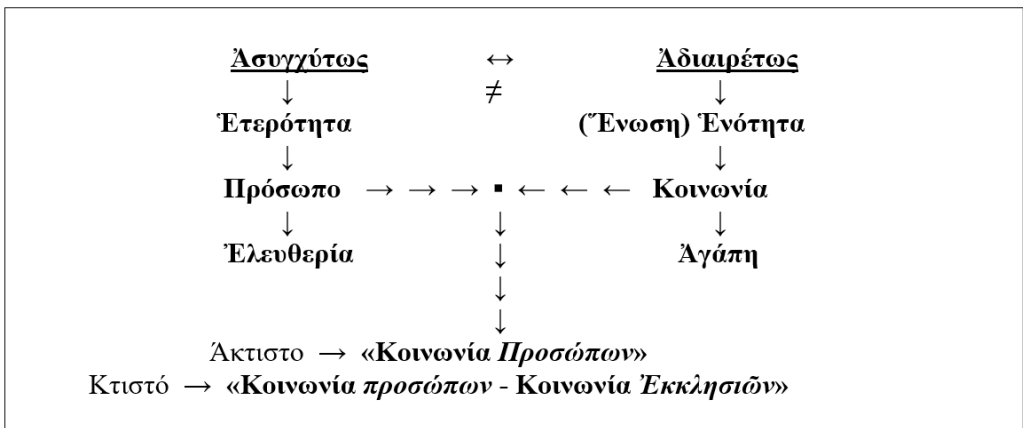 Ἀσυγχύτως ↔ Ἀδιαιρέτως
↓ ≠ ↓
Ἑτερότητα (Ἕνωση) Ἑνότητα
↓ ↓
Πρόσωπο → → → ▪ ← ← ← Κοινωνία
↓ ↓ ↓
Ἐλευθερία ↓ Ἀγάπη
↓
↓
Ἄκτιστο → «Κοινωνία Προσώπων»
Κτιστό → «Κοινωνία προσώπων - Κοινωνία Ἐκκλησιῶν»